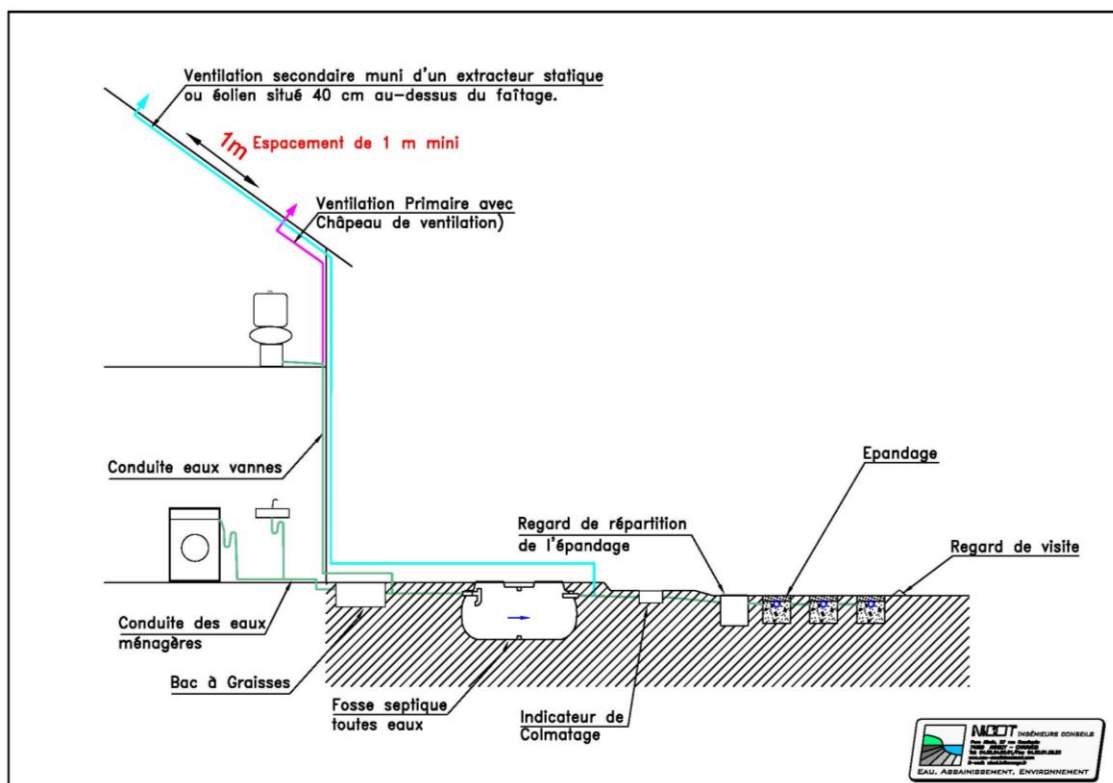 Ventilation secondaire muni d'un extracteur statique
ou éolien situé 40 cm au-dessus du faîtage.
1m
Espacement de 1 m mini
Ventilation Primaire avec
Châpeau de ventilation)
Conduite eaux vannes
Epandage
Regard de répartition
de l'épandage
Regard de visite
Conduite des eaux
ménagères
Bac à Graisses
Fosse septique
toutes eaux
Indicateur de
Colmatage
NICOT INGÉNIEURS CONSEILS
EAU, ASSAINISSEMENT, ENVIRONNEMENT